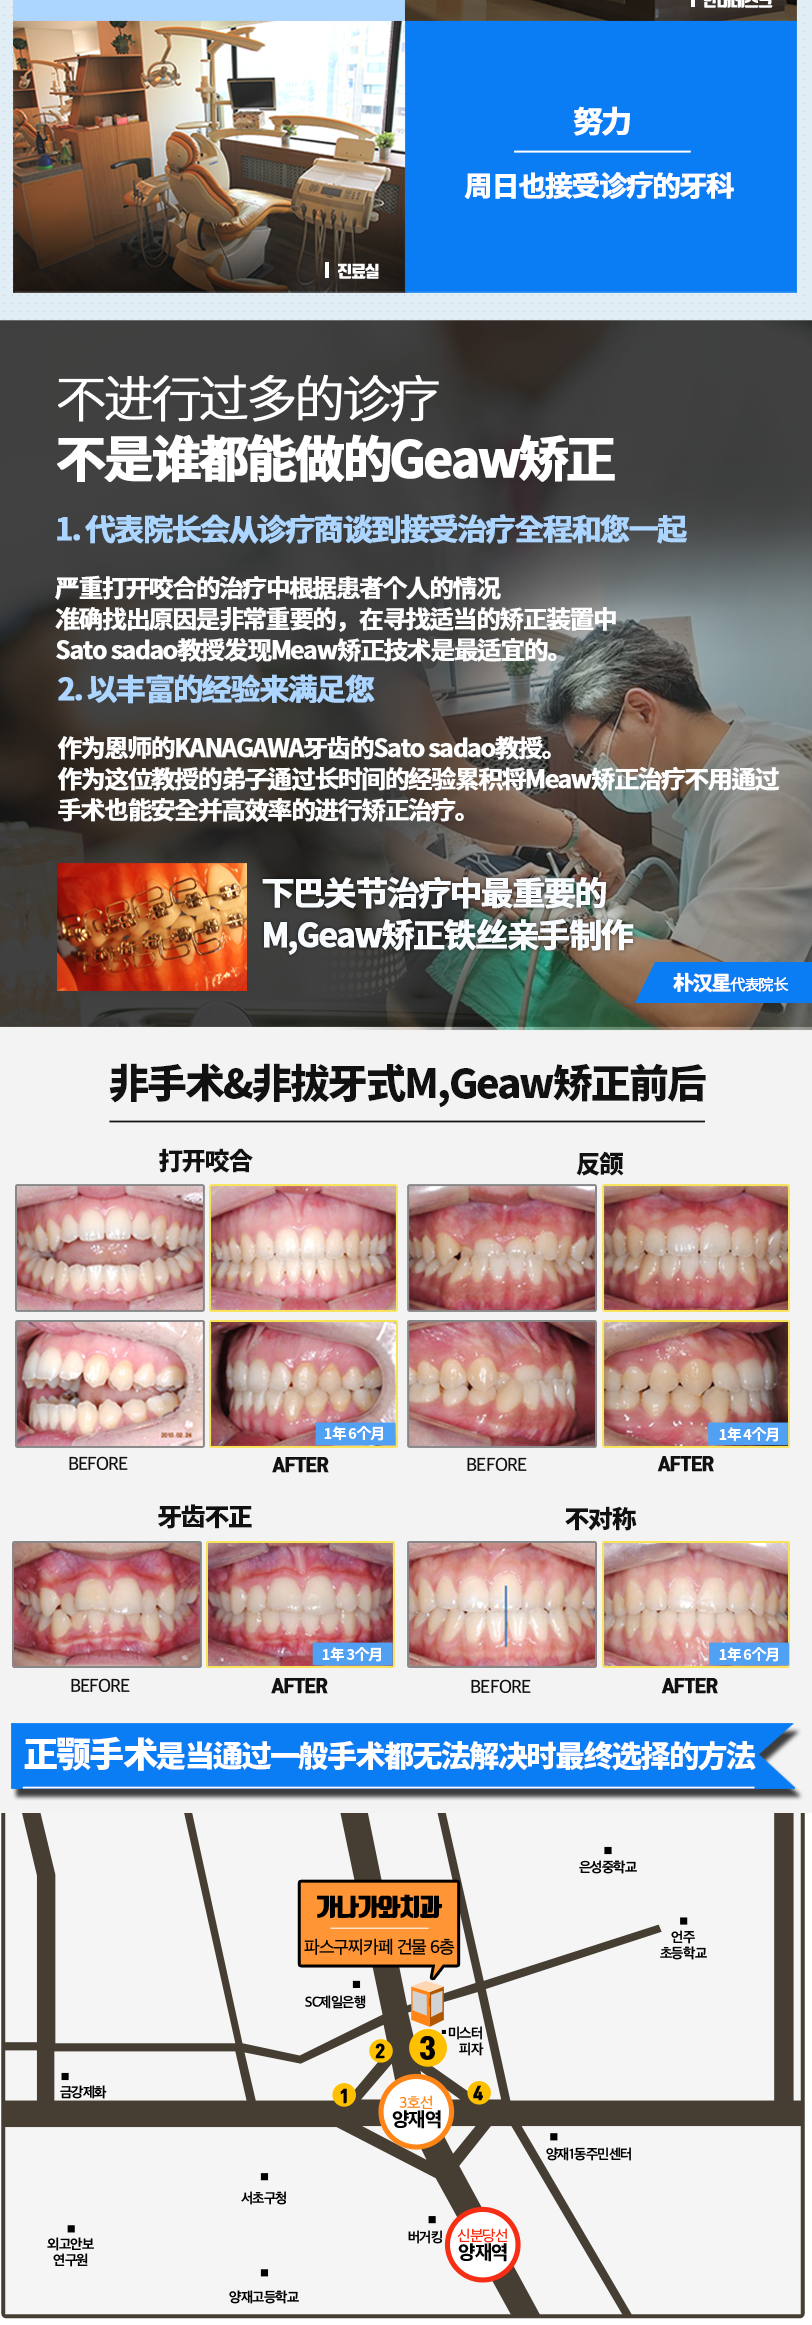 努力
周日也接受诊疗的牙科
진료실
不进行过多的诊疗
不是谁都能做的Geaw矫正
1. 代表院长会从诊疗商谈到接受治疗全程和您一起
严重打开咬合的治疗中根据患者个人的情况
准确找出原因是非常重要的，在寻找适当的矫正装置中
Sato sadao教授发现Meaw矫正技术是最适宜的。
2. 以丰富的经验来满足您
作为恩师的KANAGAWA牙齿的Sato sadao教授。
作为这位教授的弟子通过长时间的经验累积将Meaw矫正治疗不用通过
手术也能安全并高效率的进行矫正治疗。
下巴关节治疗中最重要的
M,Geaw矫正铁丝亲手制作
朴汉星代表院长
非手术&非拔牙式M,Geaw矫正前后
打开咬合
反颌
1年6个月
1年4个月
BEFORE
AFTER
BEFORE
AFTER
牙齿不正
不对称
1年3个月
1年6个月
BEFORE
AFTER
BEFORE
AFTER
正颚手术是当通过一般手术都无法解决时最终选择的方法
은성중학교
가나가와치과
파스구찌카페 건물 6층
언주
초등학교
SC제일은행
미스터
피자
2
3
금강제화
1
4
3호선
양재역
양재1동주민센터
서초구청
버거킹
신분당선
양재역
외고안보
연구원
양재고등학교